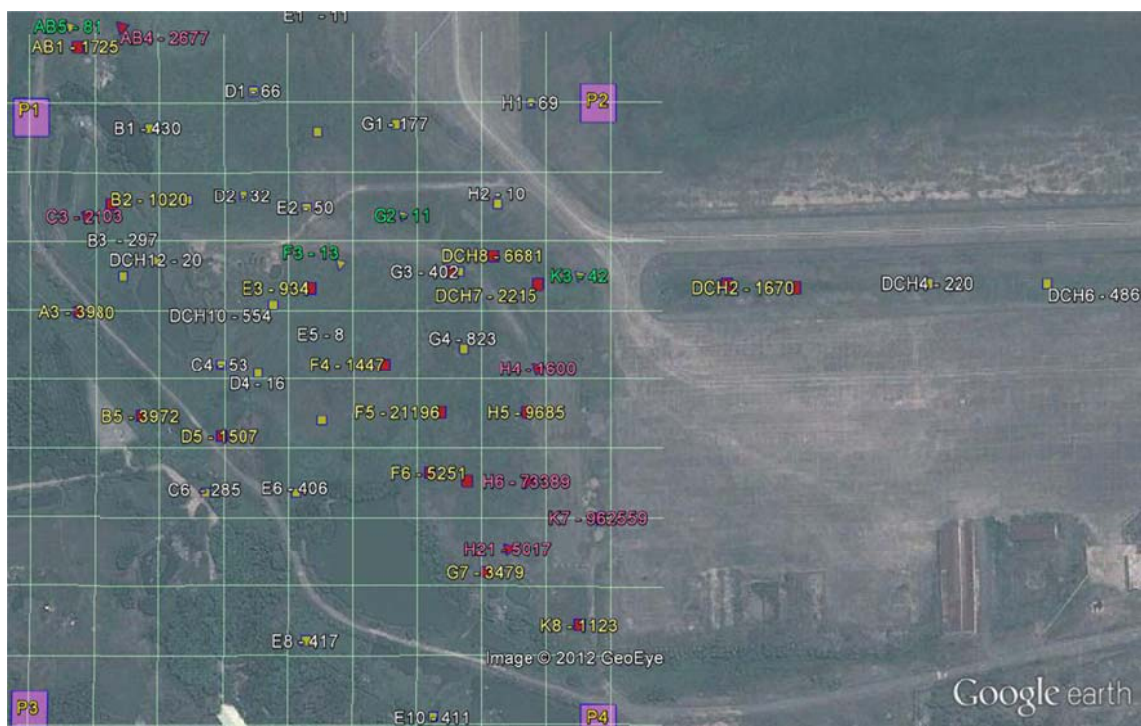 E1 - 11
AB5 - 81
AB4 - 2677
AB1 - 1725
D1 - 66
H1 - 69
P1
P2
B1 - 430
G1 - 177
B2 - 1020
D2 - 32
E2 - 50
H2 - 10
C3 - 2103
G2 - 11
B3 - 297
F3 - 13
DCH8 - 6681
DCH12 - 20
G3 - 402
K3 - 42
E3 - 934
DCH7 - 2215
DCH2 - 1670
DCH4 - 220
DCH6 - 486
A3 - 3980
DCH10 - 554
E5 - 8
G4 - 823
C4 - 53
F4 - 1447
H4 - 1600
D4 - 16
B5 - 3972
F5 - 21196
H5 - 9685
D5 - 1507
F6 - 5251
H6 - 73389
C6 - 285
E6 - 406
K7 - 962559
H21 - 5017
G7 - 3479
K8 - 1123
E8 - 417
Image © 2012 GeoEye
Google earth
P3
E10 - 411
P4